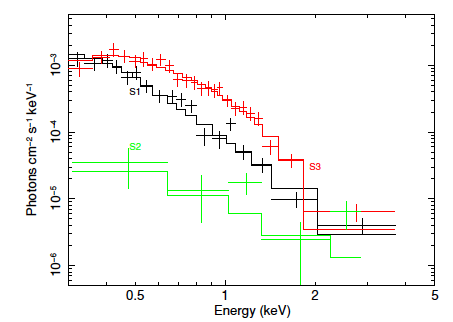 10⁻³
S1
10⁻⁴
S2
S3
10⁻⁵
10⁻⁶
Photons cm⁻² s⁻¹ keV⁻¹
0.5
1
2
5
Energy (keV)